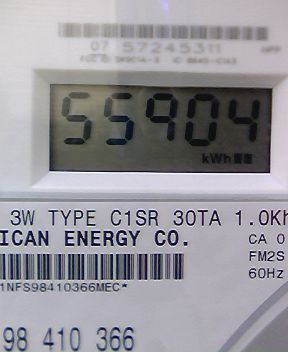 07 57245311 APP
55904
kWh
3W TYPE C1SR 30TA 1.0Kh
ICAN ENERGY CO. CA 0
FM2S
1NFS98410366MEC* 60Hz
98 410 366